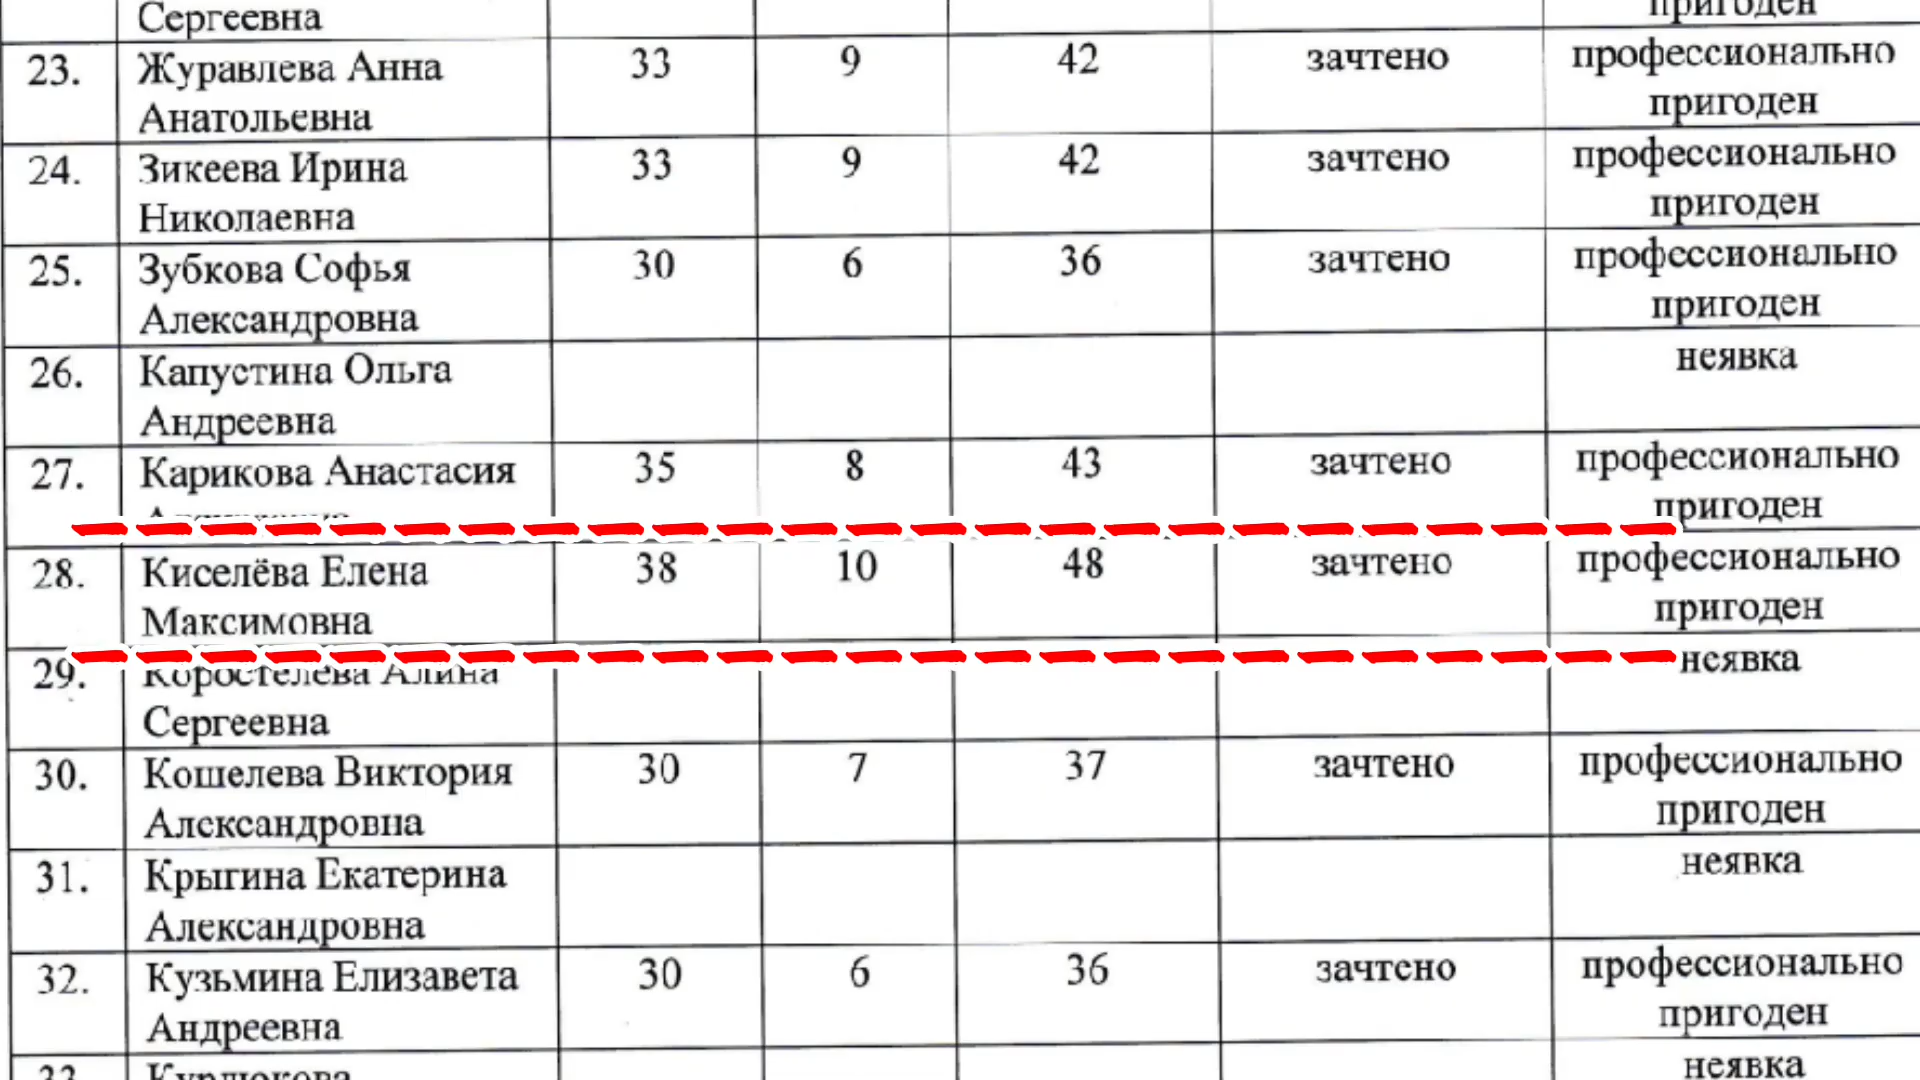 Сергеевна пригоден
23. Журавлева Анна 33 9 42 зачтено профессионально
Анатольевна пригоден
24. Зикеева Ирина 33 9 42 зачтено профессионально
Николаевна пригоден
25. Зубкова Софья 30 6 36 зачтено профессионально
Александровна пригоден
26. Капустина Ольга неявка
Андреевна
27. Карикова Анастасия 35 8 43 зачтено профессионально
пригоден
28. Киселёва Елена 38 10 48 зачтено профессионально
Максимовна пригоден
29. Коростелева Алина неявка
Сергеевна
30. Кошелева Виктория 30 7 37 зачтено профессионально
Александровна пригоден
31. Крыгина Екатерина неявка
Александровна
32. Кузьмина Елизавета 30 6 36 зачтено профессионально
Андреевна пригоден
33. неявка